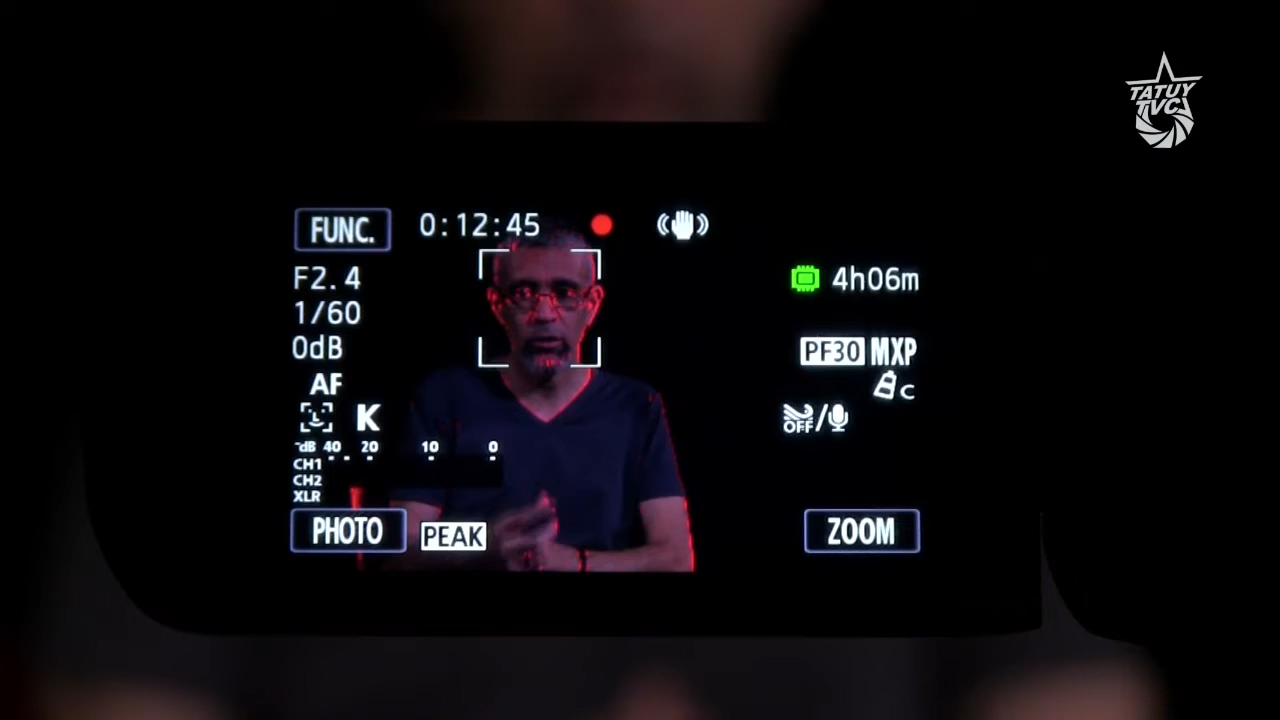 TATUY
TVC
FUNC.
0:12:45
F2.4
4h06m
1/60
0dB
PF30 MXP
AF
C
K
OFF/
-dB 40 20 10 0
CH1
CH2
XLR
PHOTO
PEAK
ZOOM